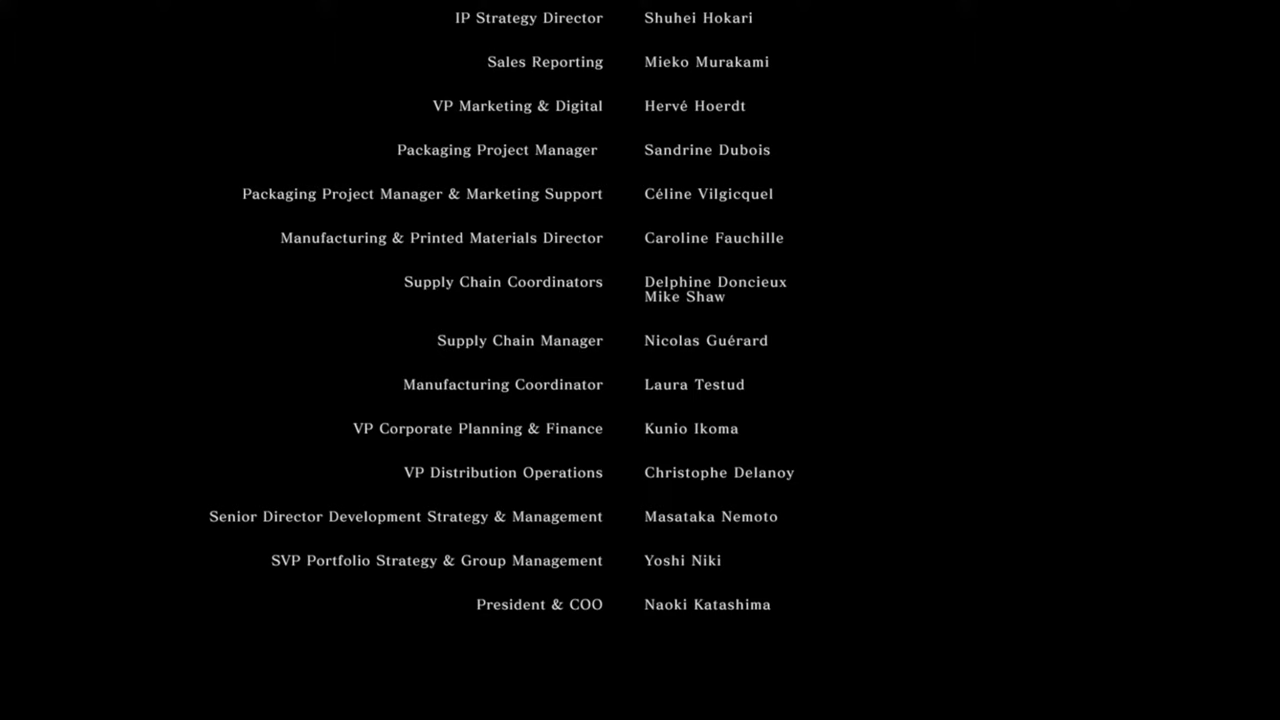 IP Strategy Director Shuhei Hokari
Sales Reporting Mieko Murakami
VP Marketing & Digital Hervé Hoerdt
Packaging Project Manager Sandrine Dubois
Packaging Project Manager & Marketing Support Céline Vilgicquel
Manufacturing & Printed Materials Director Caroline Fauchille
Supply Chain Coordinators Delphine Doncieux
Mike Shaw
Supply Chain Manager Nicolas Guérard
Manufacturing Coordinator Laura Testud
VP Corporate Planning & Finance Kunio Ikoma
VP Distribution Operations Christophe Delanoy
Senior Director Development Strategy & Management Masataka Nemoto
SVP Portfolio Strategy & Group Management Yoshi Niki
President & COO Naoki Katashima